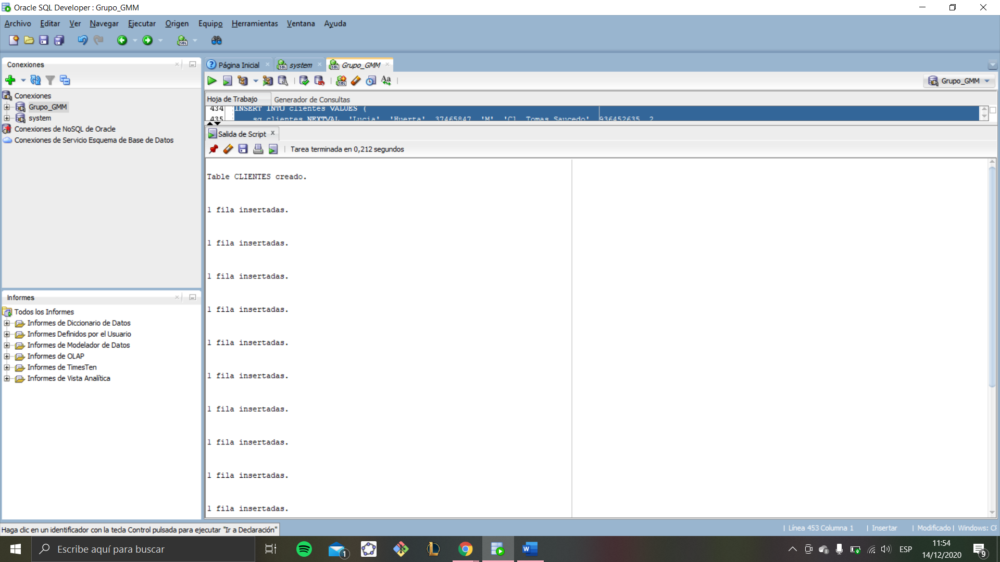 Oracle SQL Developer : Grupo_GMM
Archivo Editar Ver Navegar Ejecutar Origen Equipo Herramientas Ventana Ayuda
Conexiones
Página Inicial system Grupo_GMM
Grupo_GMM
Conexiones
Grupo_GMM
system
Conexiones de NoSQL de Oracle
Conexiones de Servicio Esquema de Base de Datos
Hoja de Trabajo Generador de Consultas
434 INSERT INTO clientes VALUES (
435 sq_clientes.NEXTVAL, 'Lucia', 'Huerta', 37465847, 'M', 'Cl. Tomas Saucedo', 936452635, 2
Salida de Script
Tarea terminada en 0,212 segundos
Table CLIENTES creado.
1 fila insertadas.
1 fila insertadas.
1 fila insertadas.
1 fila insertadas.
1 fila insertadas.
1 fila insertadas.
1 fila insertadas.
1 fila insertadas.
1 fila insertadas.
1 fila insertadas.
Informes
Todos los Informes
Informes de Diccionario de Datos
Informes Definidos por el Usuario
Informes de Modelador de Datos
Informes de OLAP
Informes de TimesTen
Informes de Vista Analítica
Haga clic en un identificador con la tecla Control pulsada para ejecutar "Ir a Declaración"
| Línea 453 Columna 1 | Insertar | Modificado | Windows: CF
Escribe aquí para buscar
1
ESP
11:54
14/12/2020
9